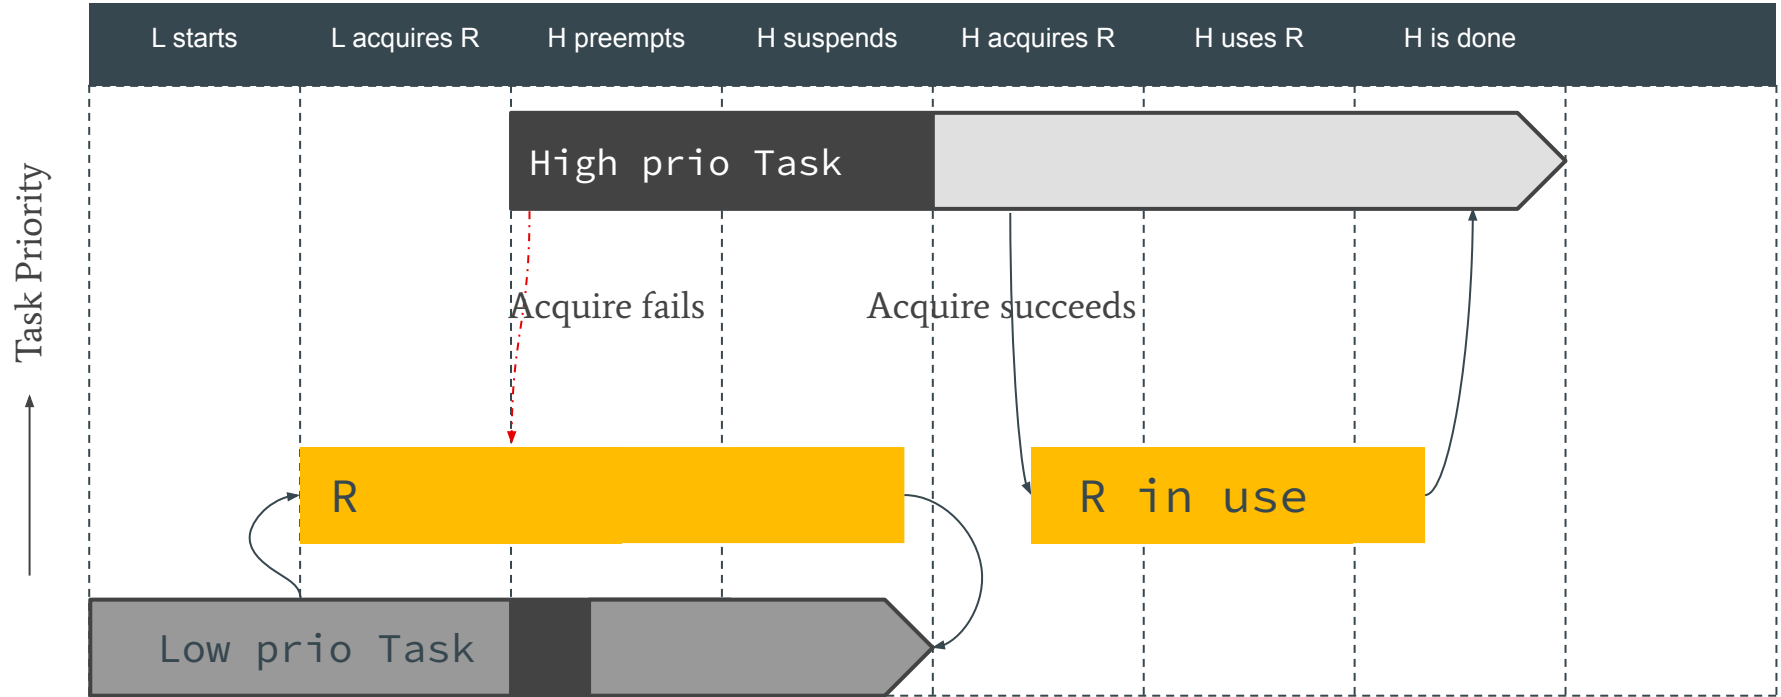 L starts
L acquires R
H preempts
H suspends
H acquires R
H uses R
H is done
High prio Task
Task Priority
Acquire fails
Acquire succeeds
R
R in use
Low prio Task